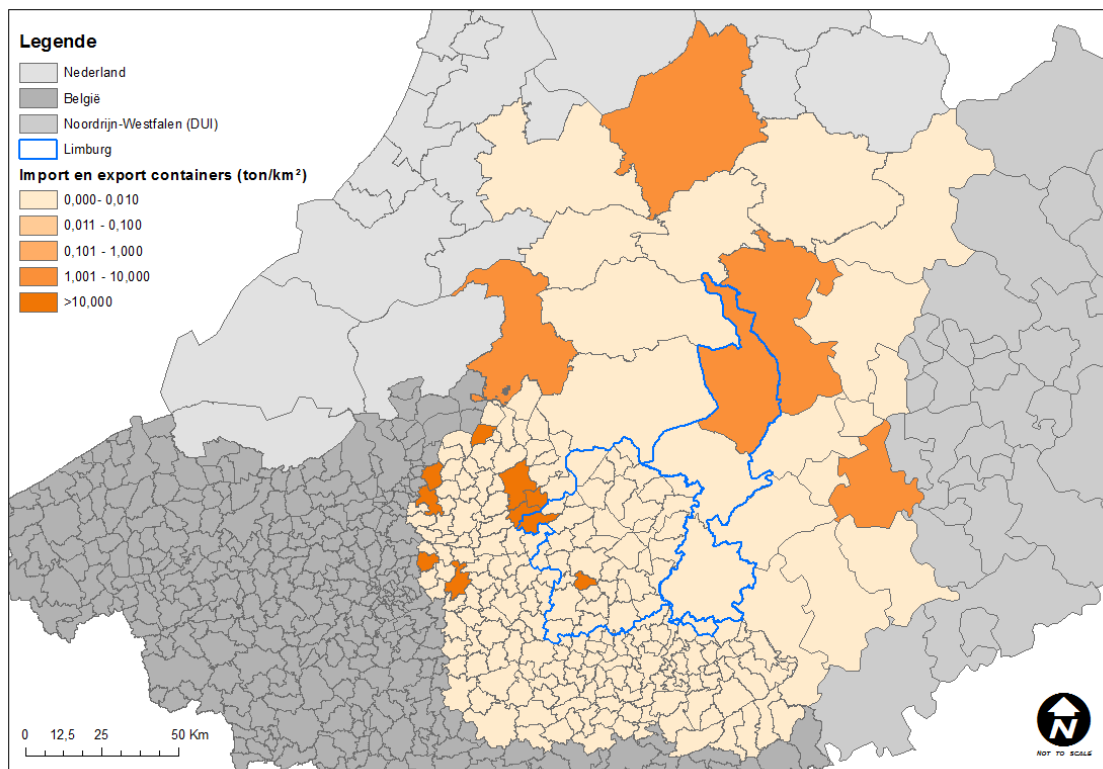 Legende
Nederland
België
Noordrijn-Westfalen (DUI)
Limburg
Import en export containers (ton/km²)
0,000- 0,010
0,011 - 0,100
0,101 - 1,000
1,001 - 10,000
>10,000
0 12,5 25 50 Km
N
NOT TO SCALE